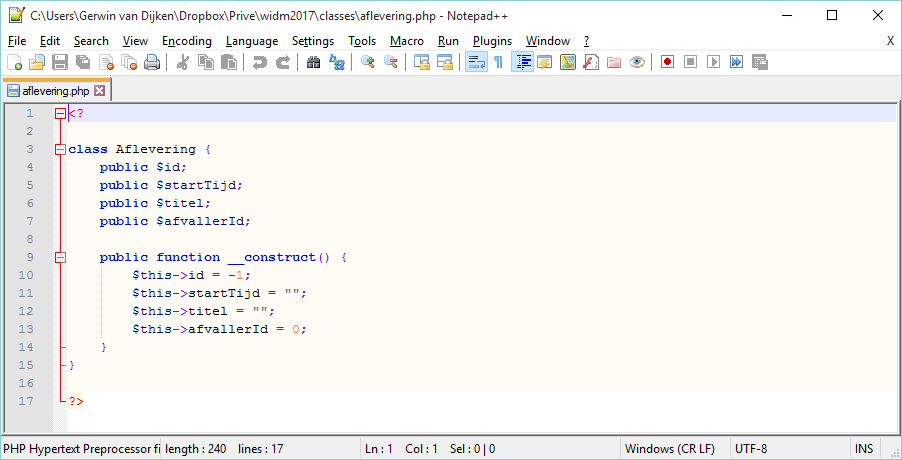 C:\Users\Gerwin van Dijken\Dropbox\Prive\widm2017\classes\aflevering.php - Notepad++
File Edit Search View Encoding Language Settings Tools Macro Run Plugins Window ? X
aflevering.php
1 <?
2
3 class Aflevering {
4 public $id;
5 public $startTijd;
6 public $titel;
7 public $afvallerId;
8
9 public function __construct() {
10 $this->id = -1;
11 $this->startTijd = "";
12 $this->titel = "";
13 $this->afvallerId = 0;
14 }
15 }
16
17 ?>
PHP Hypertext Preprocessor fi length : 240 lines : 17 Ln : 1 Col : 1 Sel : 0 | 0 Windows (CR LF) UTF-8 INS